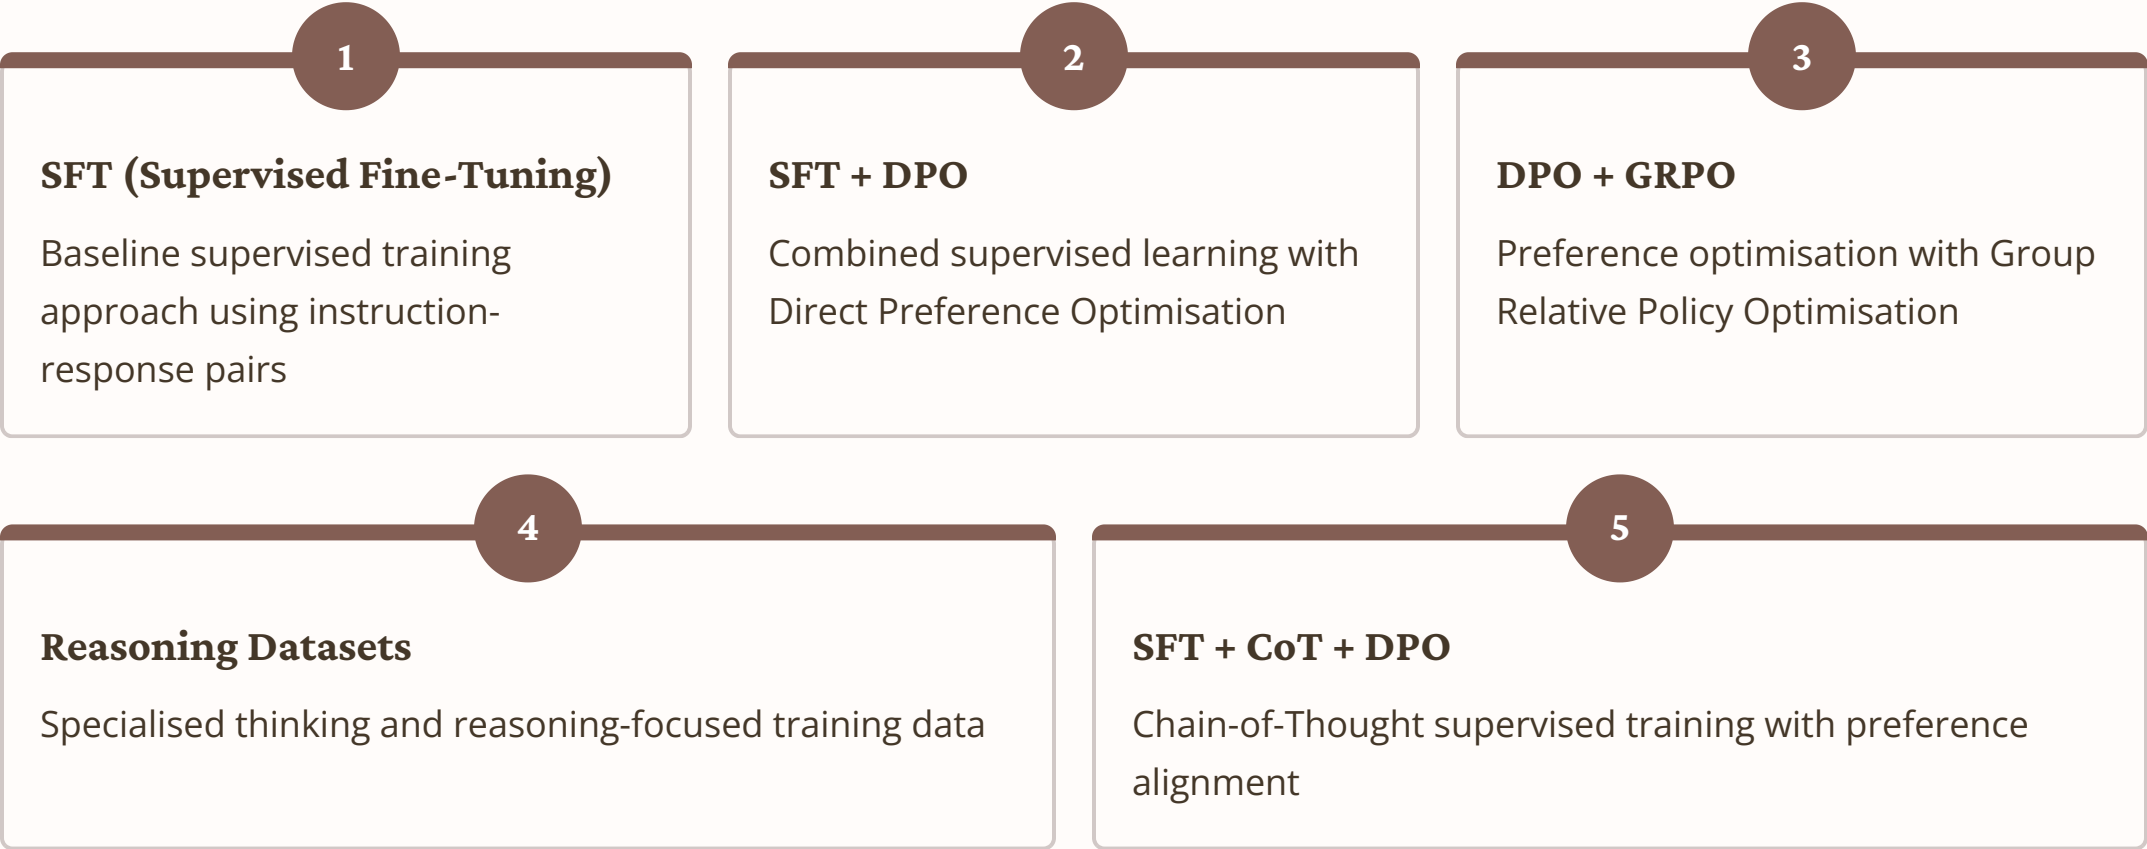 1
SFT (Supervised Fine-Tuning)
Baseline supervised training
approach using instruction-
response pairs
2
SFT + DPO
Combined supervised learning with
Direct Preference Optimisation
3
DPO + GRPO
Preference optimisation with Group
Relative Policy Optimisation
4
Reasoning Datasets
Specialised thinking and reasoning-focused training data
5
SFT + CoT + DPO
Chain-of-Thought supervised training with preference
alignment